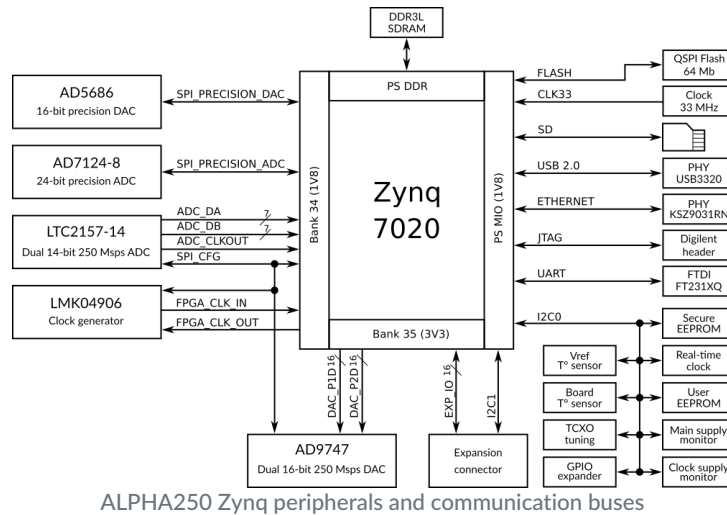 DDR3L
SDRAM
AD5686
16-bit precision DAC
SPI_PRECISION_DAC
AD7124-8
24-bit precision ADC
SPI_PRECISION_ADC
LTC2157-14
Dual 14-bit 250 Msps ADC
ADC_DA
7
ADC_DB
7
ADC_CLKOUT
SPI_CFG
LMK04906
Clock generator
FPGA_CLK_IN
FPGA_CLK_OUT
Bank 34 (1V8)
PS DDR
Zynq
7020
Bank 35 (3V3)
PS MIO (1V8)
FLASH
QSPI Flash
64 Mb
CLK33
Clock
33 MHz
SD
USB 2.0
PHY
USB3320
ETHERNET
PHY
KSZ9031RN
JTAG
Digilent
header
UART
FTDI
FT231XQ
I2C0
Secure
EEPROM
Vref
T° sensor
Real-time
clock
Board
T° sensor
User
EEPROM
TCXO
tuning
Main supply
monitor
GPIO
expander
Clock supply
monitor
DAC_P1D
16
DAC_P2D
16
EXP_IO
16
I2C1
AD9747
Dual 16-bit 250 Msps DAC
Expansion
connector
ALPHA250 Zynq peripherals and communication buses